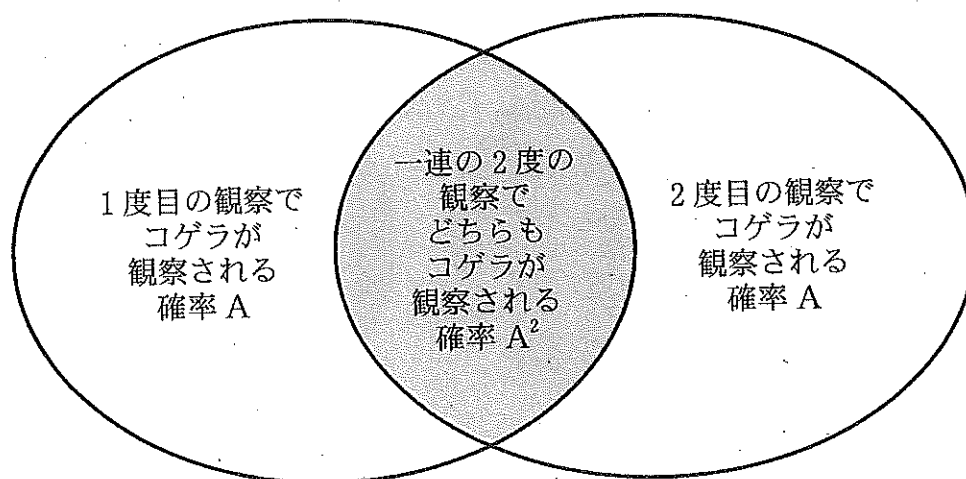 1度目の観察で
コゲラが
観察される
確率 A
一連の2度の
観察で
どちらも
コゲラが
観察される
確率 A²
2度目の観察で
コゲラが
観察される
確率 A